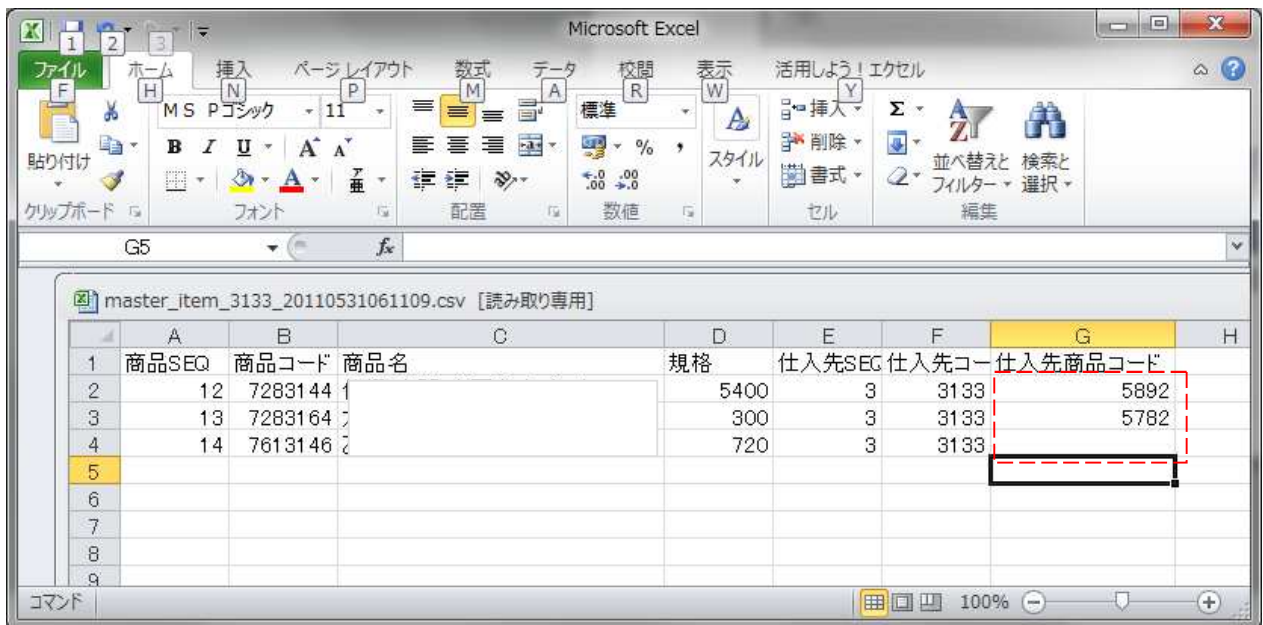 Microsoft Excel
1 2 3
ファイル ホーム 挿入 ページ レイアウト 数式 データ 校閲 表示 活用しよう！エクセル
F H N P M A R W Y
ＭＳ Ｐゴシック 11 標準 挿入 Σ
貼り付け B I U A A 亜 % , .0 .00 .00 .0 スタイル 削除 書式 並べ替えと フィルター 検索と 選択
クリップボード フォント 配置 数値 セル 編集
G5 fx
master_item_3133_20110531061109.csv [読み取り専用]
A B C D E F G H
1 商品SEQ 商品コード 商品名 規格 仕入先SEQ 仕入先コー 仕入先商品コード
2 12 7283144 5400 3 3133 5892
3 13 7283164 300 3 3133 5782
4 14 7613146 720 3 3133
5
6
7
8
9
コマンド 100%